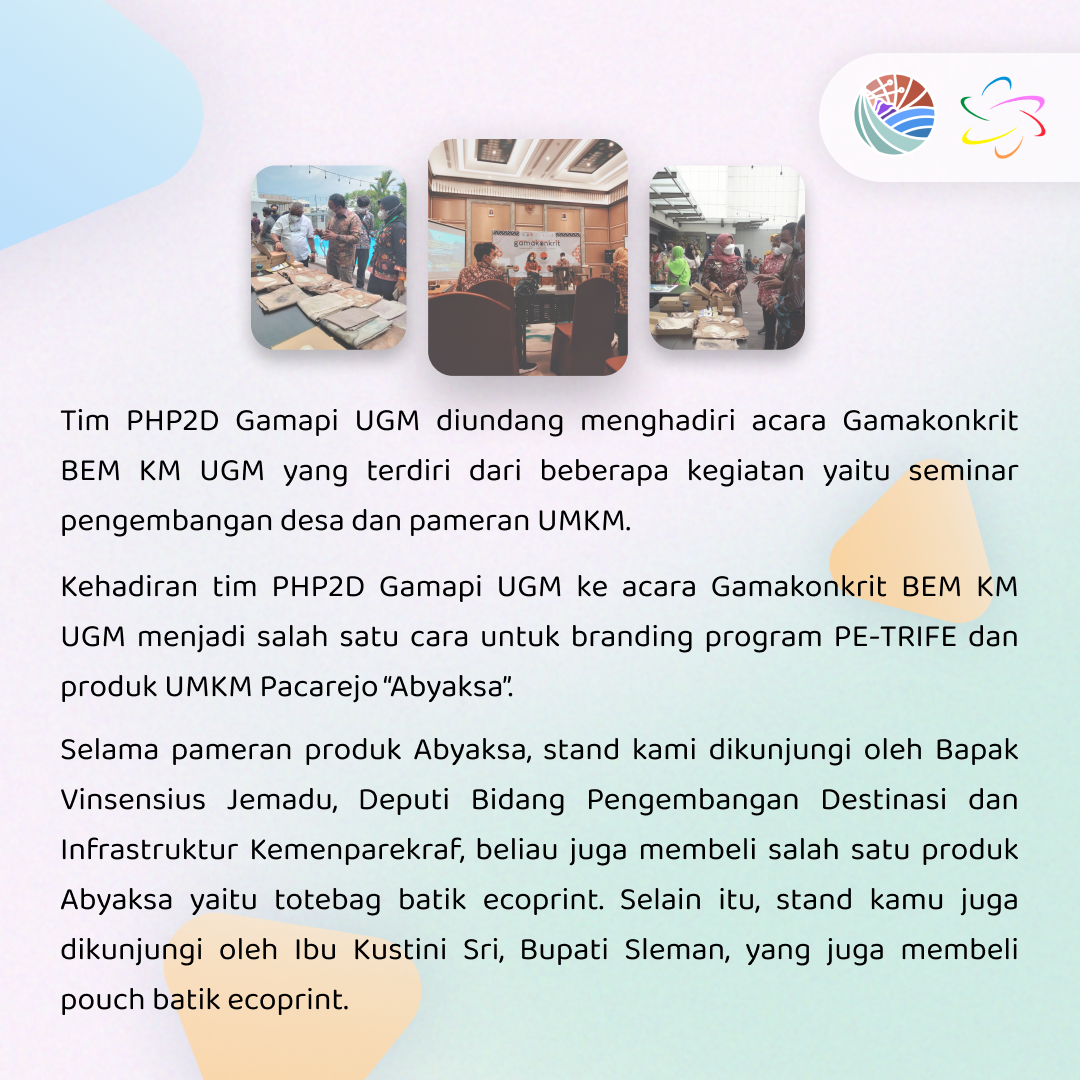 gamakonkrit
Tim PHP2D Gamapi UGM diundang menghadiri acara Gamakonkrit
BEM KM UGM yang terdiri dari beberapa kegiatan yaitu seminar
pengembangan desa dan pameran UMKM.
Kehadiran tim PHP2D Gamapi UGM ke acara Gamakonkrit BEM KM
UGM menjadi salah satu cara untuk branding program PE-TRIFE dan
produk UMKM Pacarejo “Abyaksa”.
Selama pameran produk Abyaksa, stand kami dikunjungi oleh Bapak
Vinsensius Jemadu, Deputi Bidang Pengembangan Destinasi dan
Infrastruktur Kemenparekraf, beliau juga membeli salah satu produk
Abyaksa yaitu totebag batik ecoprint. Selain itu, stand kamu juga
dikunjungi oleh Ibu Kustini Sri, Bupati Sleman, yang juga membeli
pouch batik ecoprint.